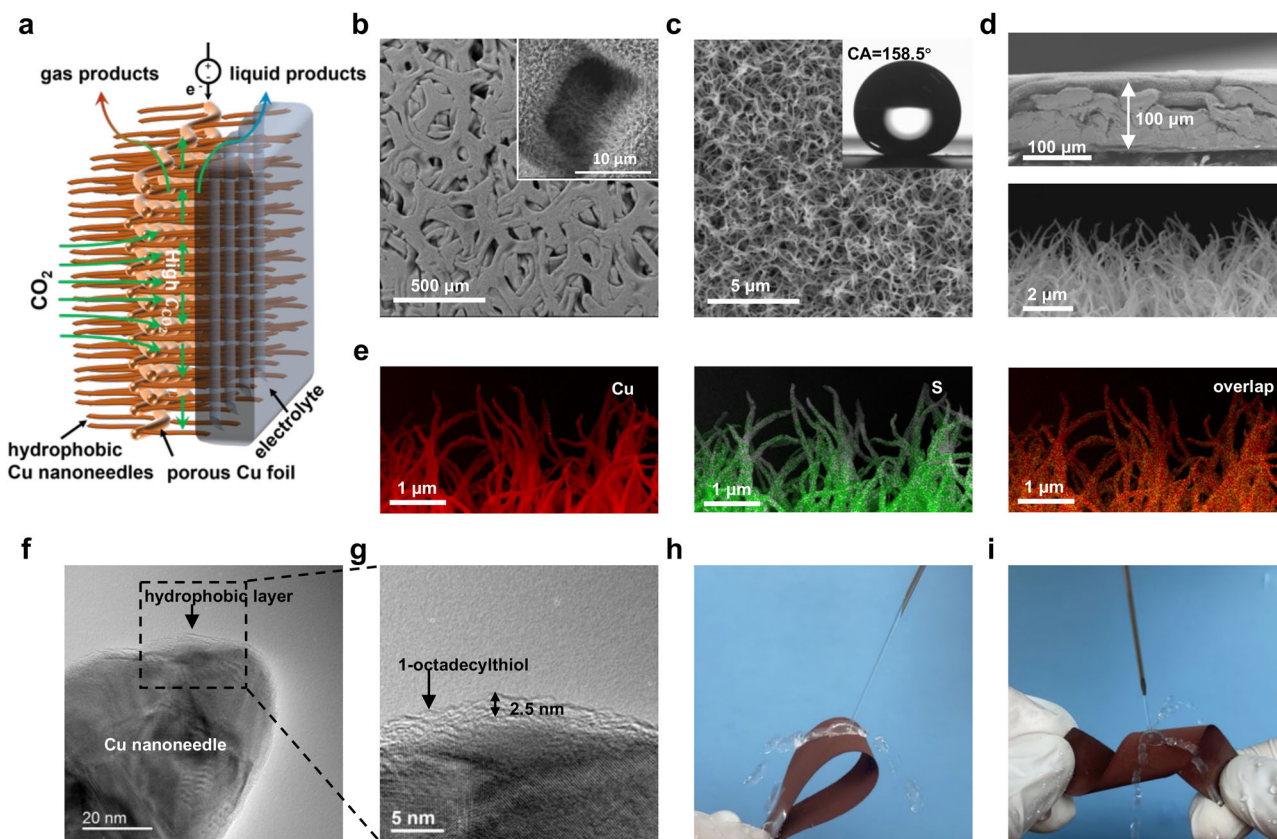 a
gas products
liquid products
+
-
e-
CO2
High CCO2
electrolyte
hydrophobic
Cu nanoneedles
porous Cu foil
b
10 μm
500 μm
c
CA=158.5°
5 μm
d
100 μm
100 μm
2 μm
e
Cu
1 μm
S
1 μm
overlap
1 μm
f
hydrophobic layer
Cu nanoneedle
20 nm
g
1-octadecylthiol
2.5 nm
5 nm
h
i